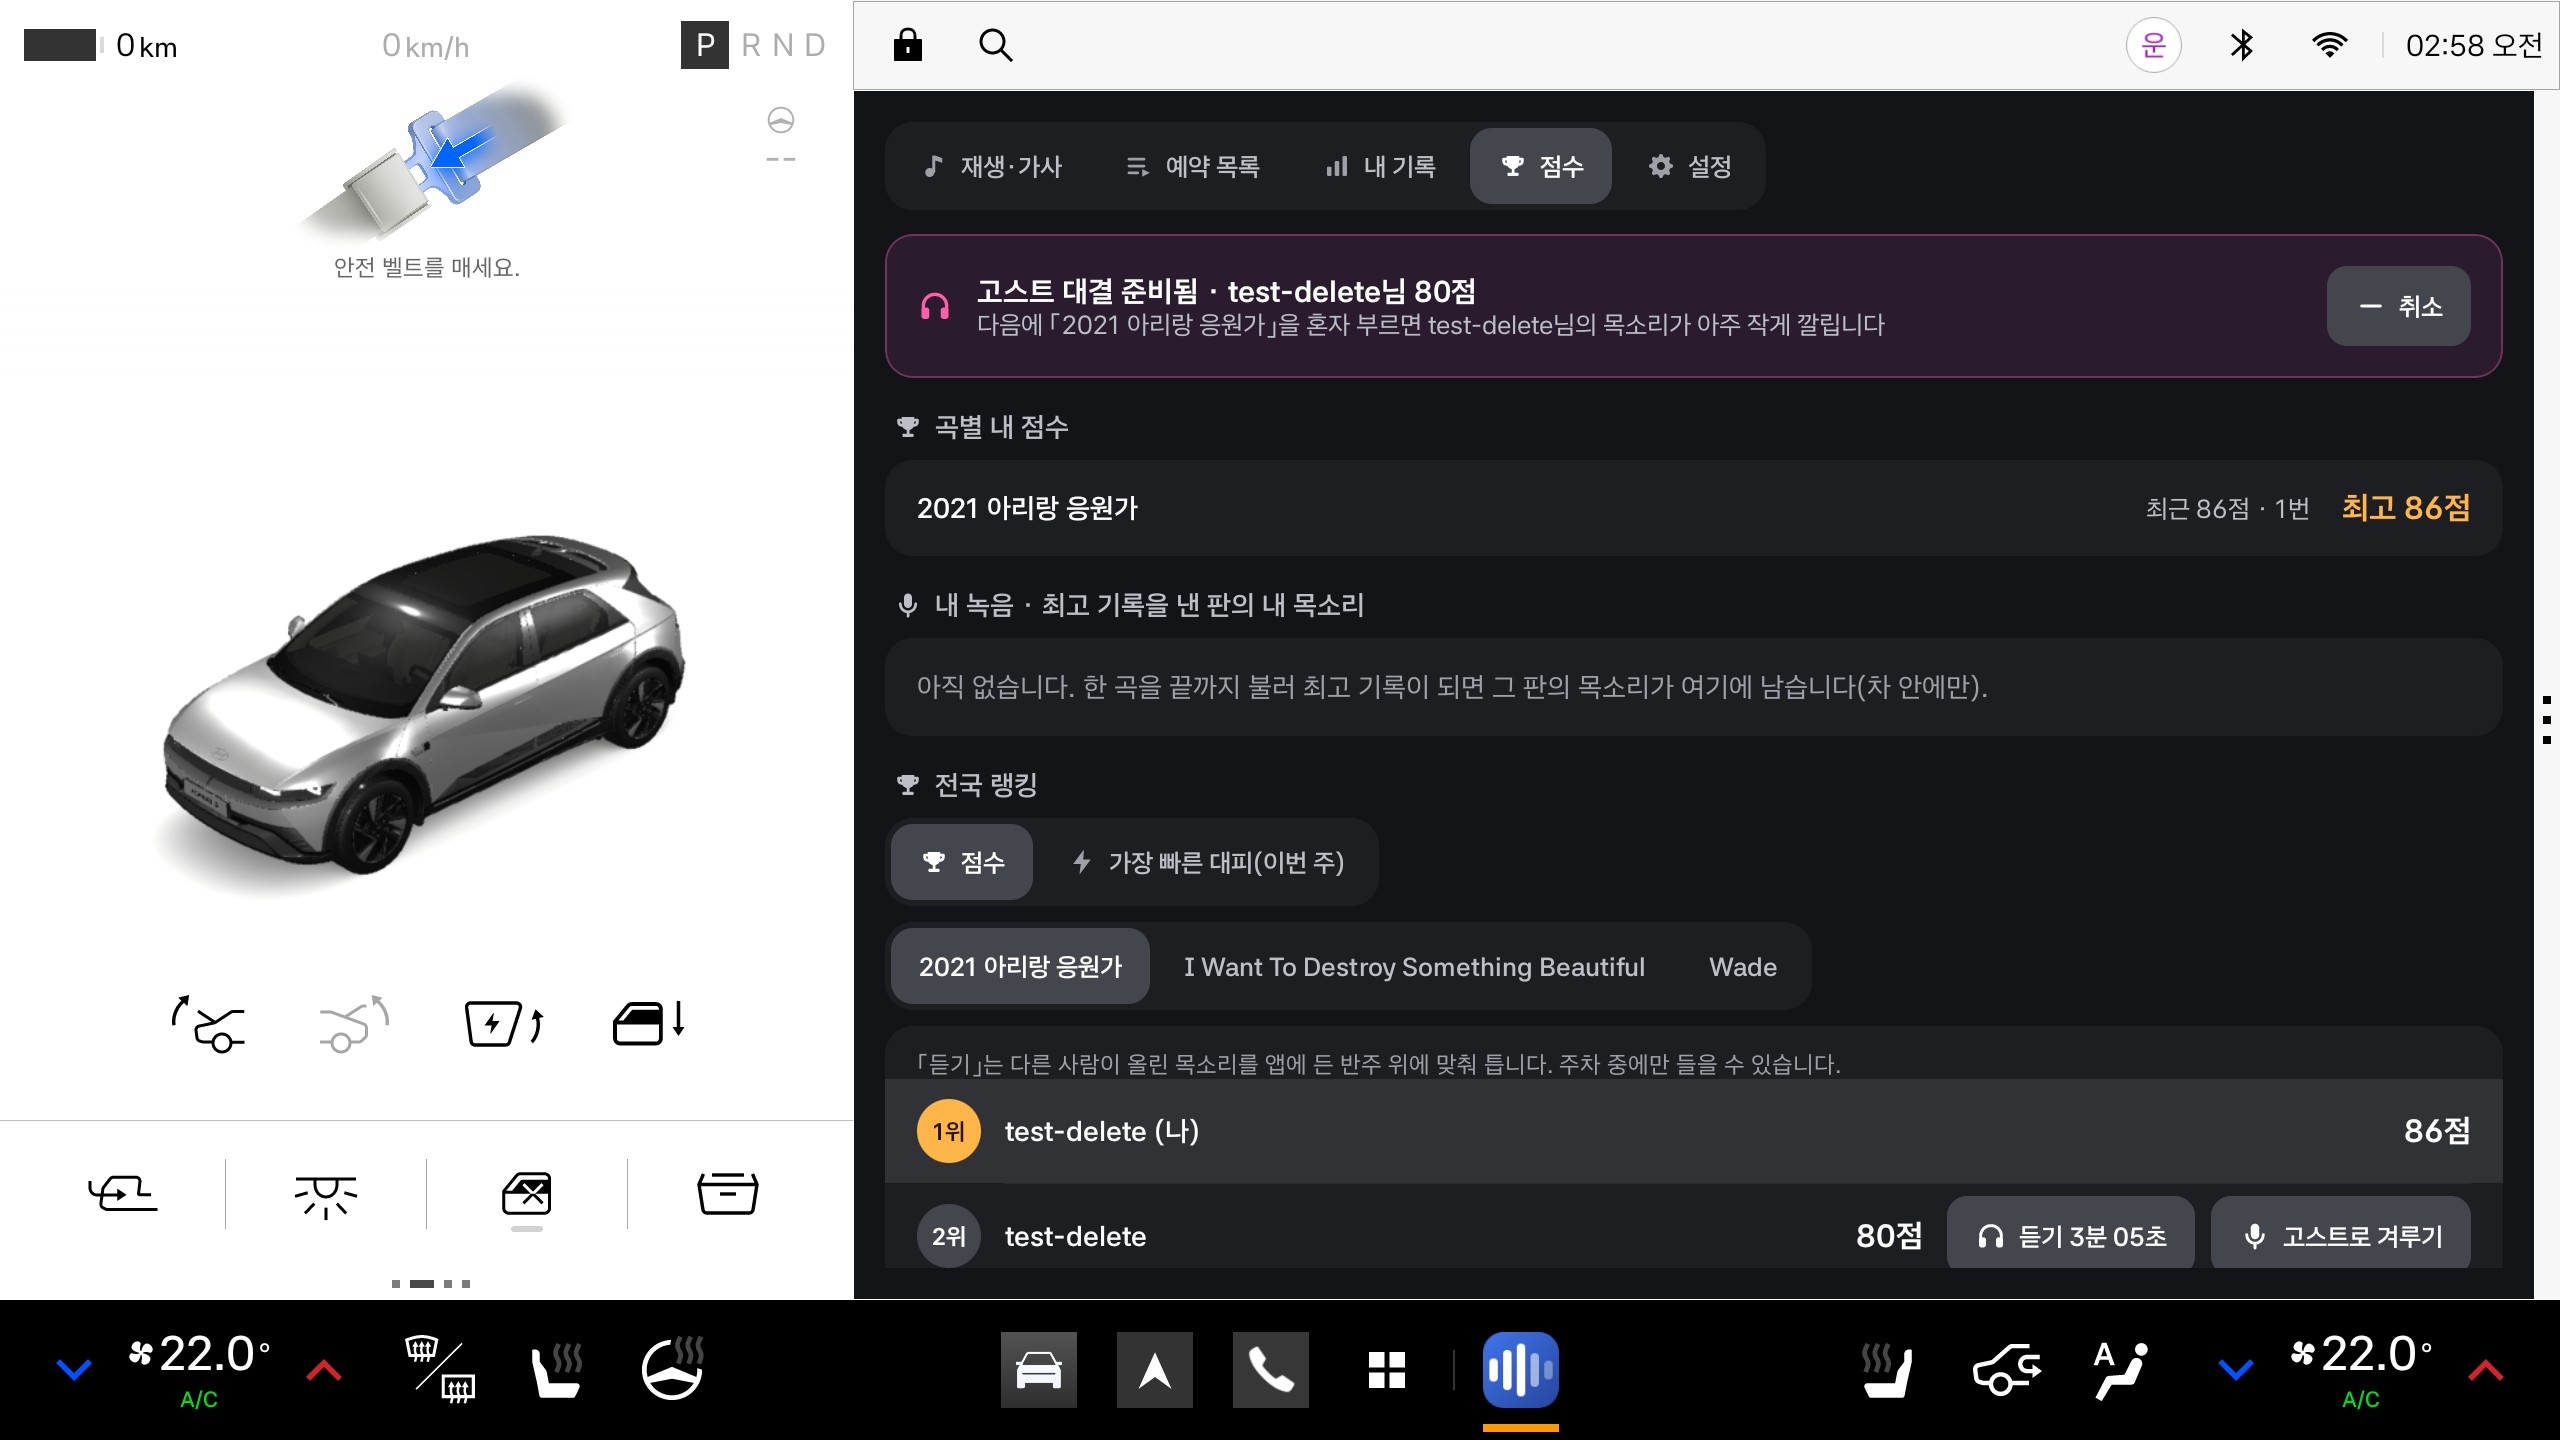 0 km
0 km/h
P R N D
운
02:58 오전
안전 벨트를 매세요.
재생·가사
예약 목록
내 기록
점수
설정
고스트 대결 준비됨 · test-delete님 80점
다음에 「2021 아리랑 응원가」을 혼자 부르면 test-delete님의 목소리가 아주 작게 깔립니다
취소
곡별 내 점수
2021 아리랑 응원가
최근 86점 · 1번
최고 86점
내 녹음 · 최고 기록을 낸 판의 내 목소리
아직 없습니다. 한 곡을 끝까지 불러 최고 기록이 되면 그 판의 목소리가 여기에 남습니다(차 안에만).
전국 랭킹
점수
가장 빠른 대피(이번 주)
2021 아리랑 응원가
I Want To Destroy Something Beautiful
Wade
「듣기」는 다른 사람이 올린 목소리를 앱에 든 반주 위에 맞춰 틉니다. 주차 중에만 들을 수 있습니다.
1위
test-delete (나)
86점
2위
test-delete
80점
듣기 3분 05초
고스트로 겨루기
22.0°
A/C
A
22.0°
A/C